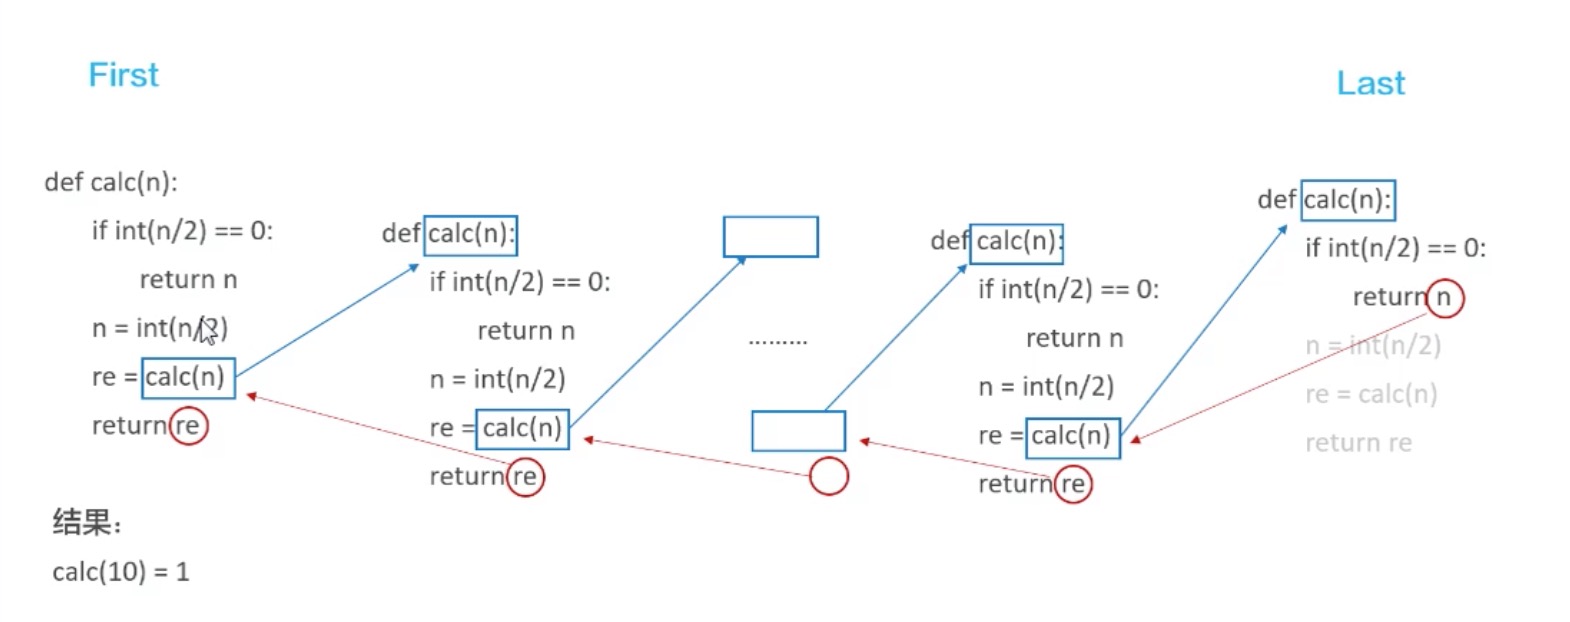 First
Last
def calc(n):
if int(n/2) == 0:
return n
n = int(n/2)
re = calc(n)
return re
def calc(n):
if int(n/2) == 0:
return n
n = int(n/2)
re = calc(n)
return re
.........
def calc(n):
if int(n/2) == 0:
return n
n = int(n/2)
re = calc(n)
return re
def calc(n):
if int(n/2) == 0:
return n
n = int(n/2)
re = calc(n)
return re
结果：
calc(10) = 1